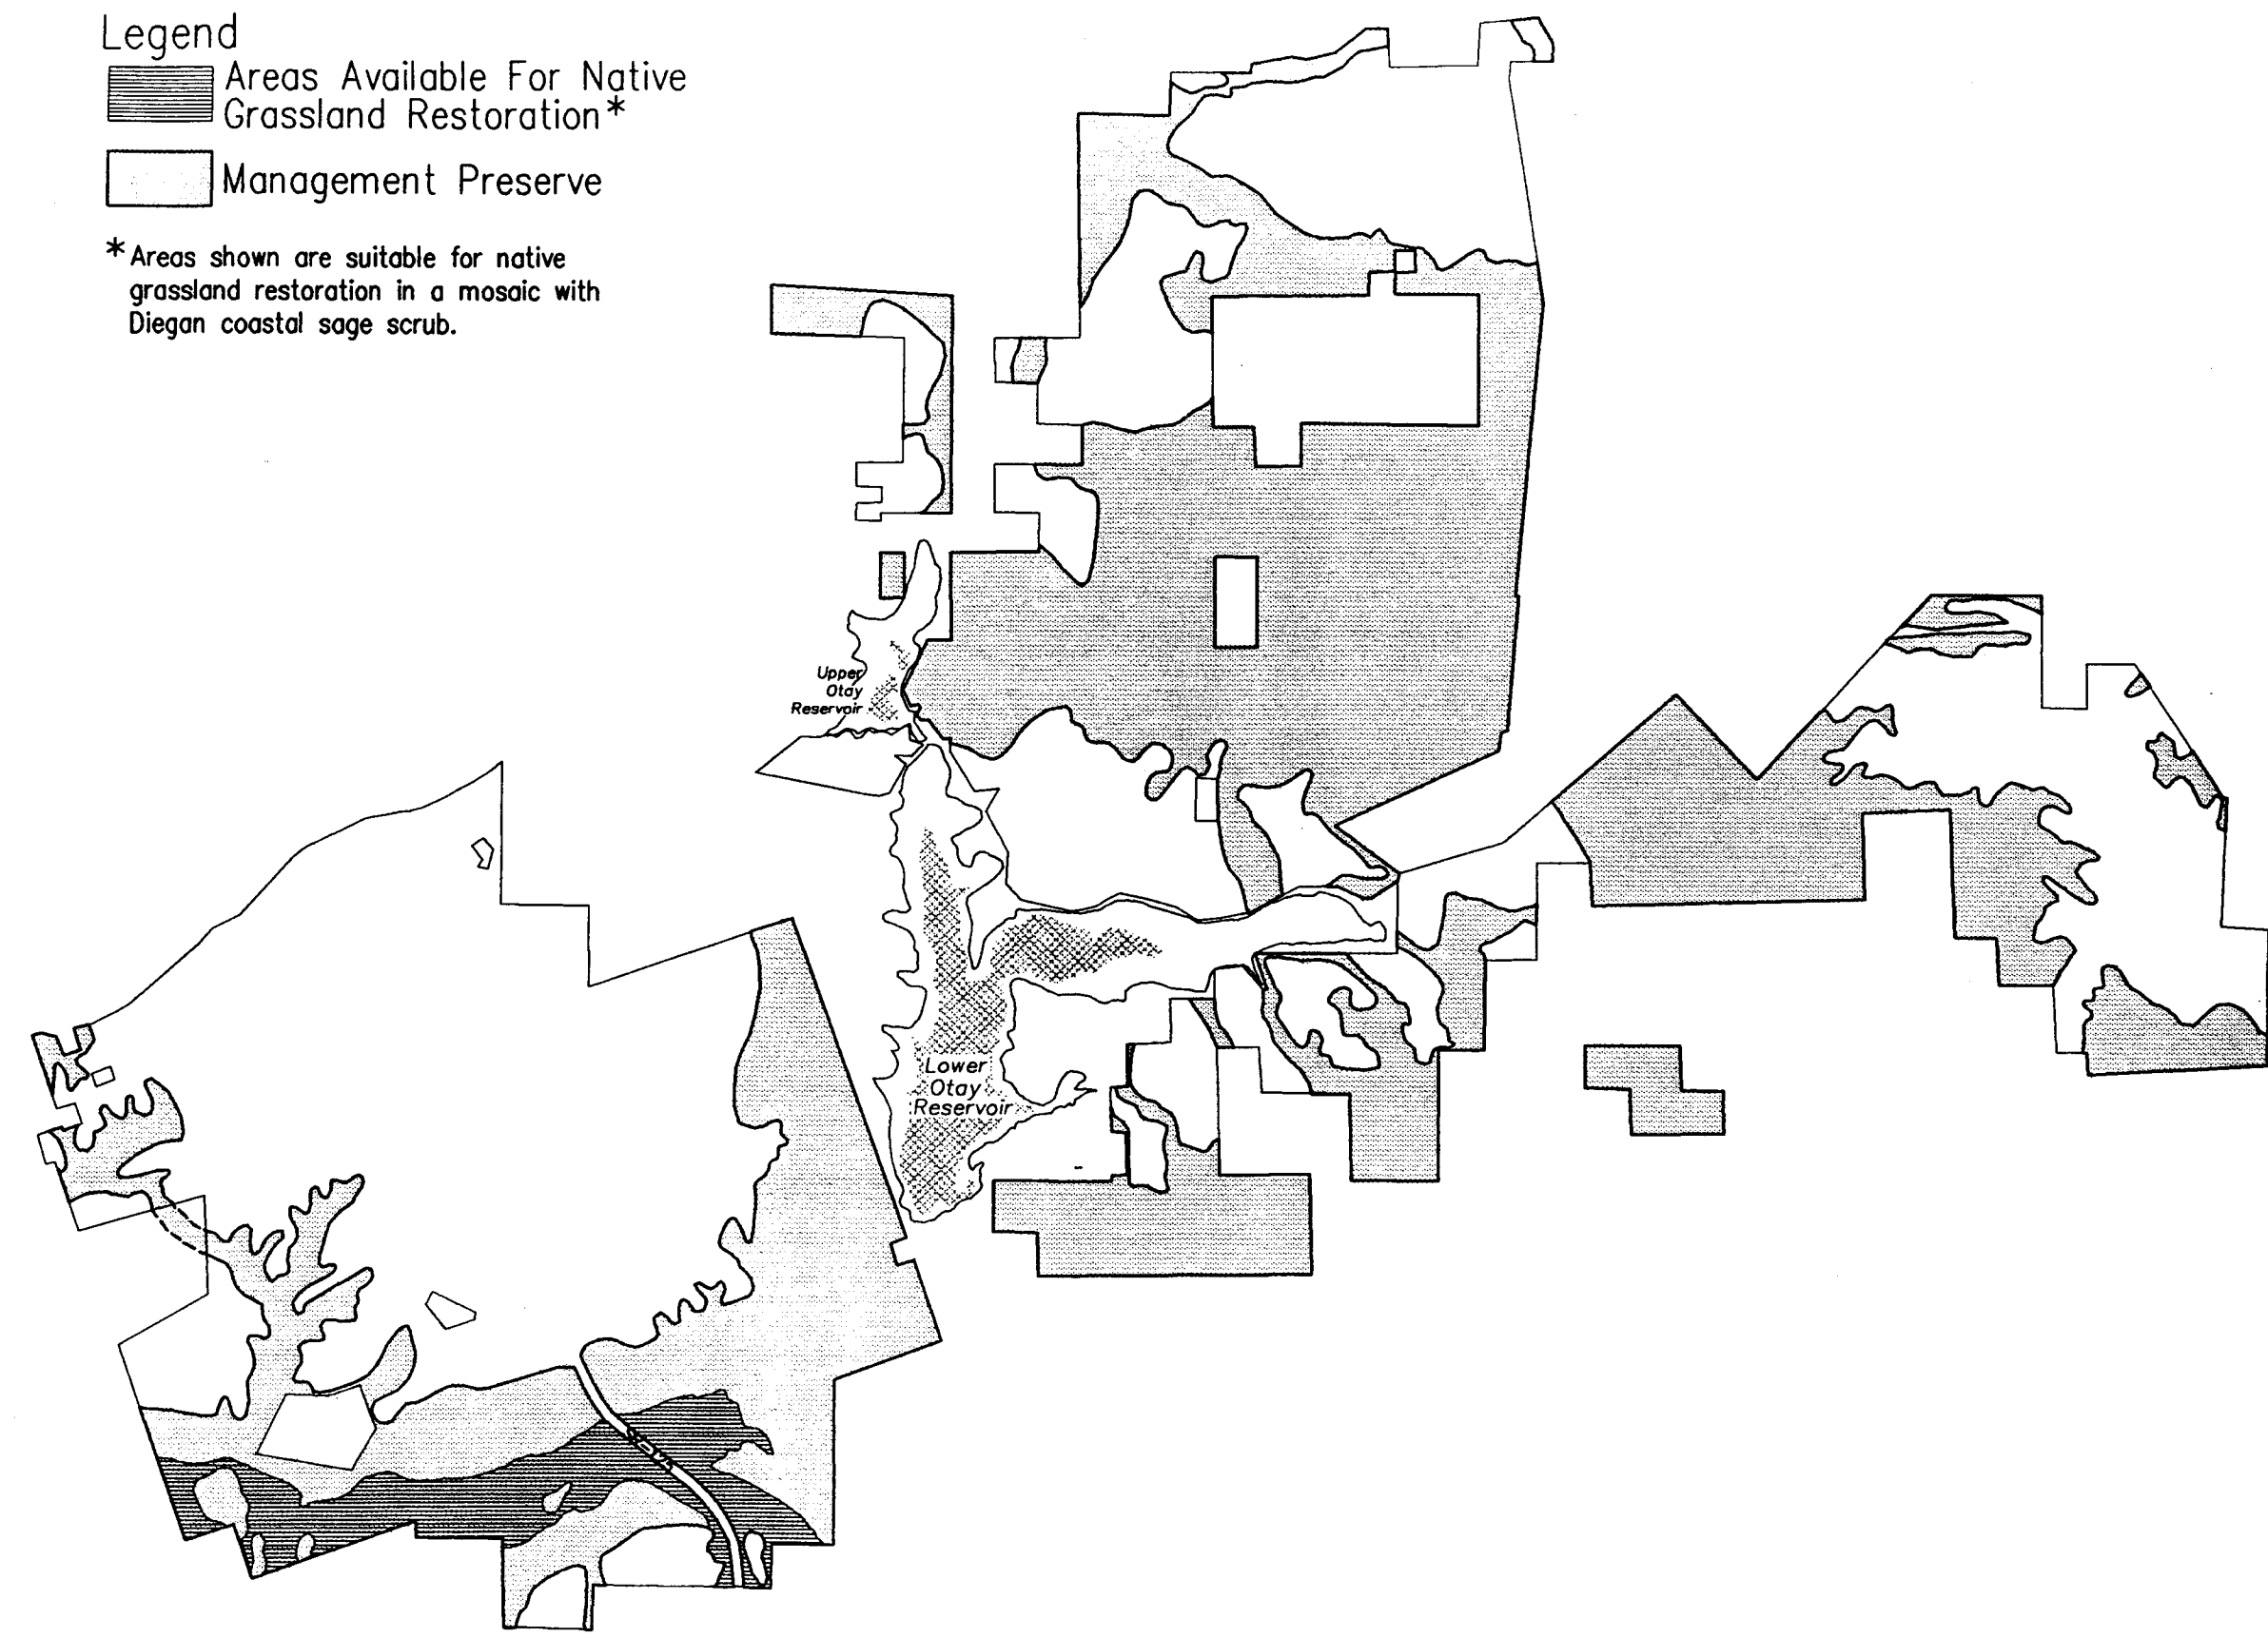 Legend
Areas Available For Native
Grassland Restoration*
Management Preserve
* Areas shown are suitable for native
grassland restoration in a mosaic with
Diegan coastal sage scrub.
Upper
Otay
Reservoir
Lower
Otay
Reservoir